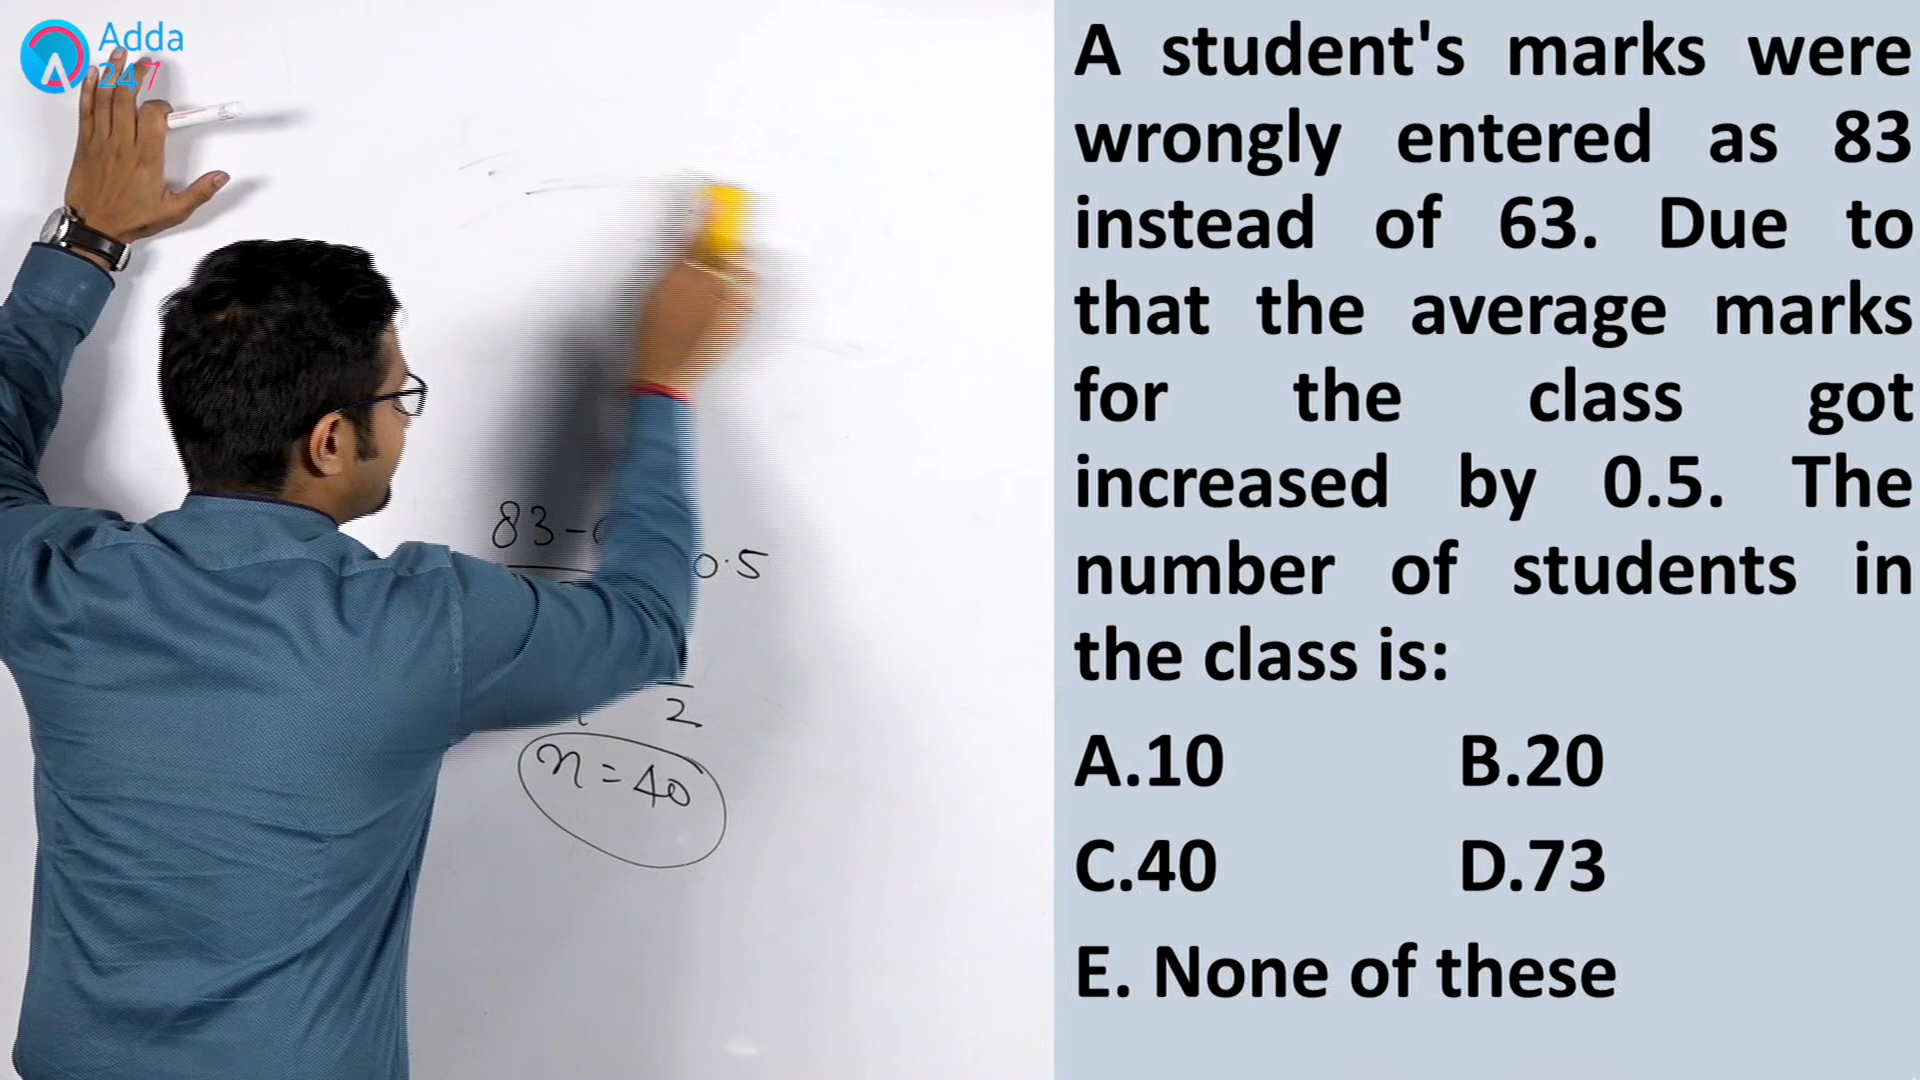 Adda
247
A student's marks were
wrongly entered as 83
instead of 63. Due to
that the average marks
for the class got
increased by 0.5. The
number of students in
the class is:
A.10 B.20
C.40 D.73
E. None of these
83-
0.5
2
n=40